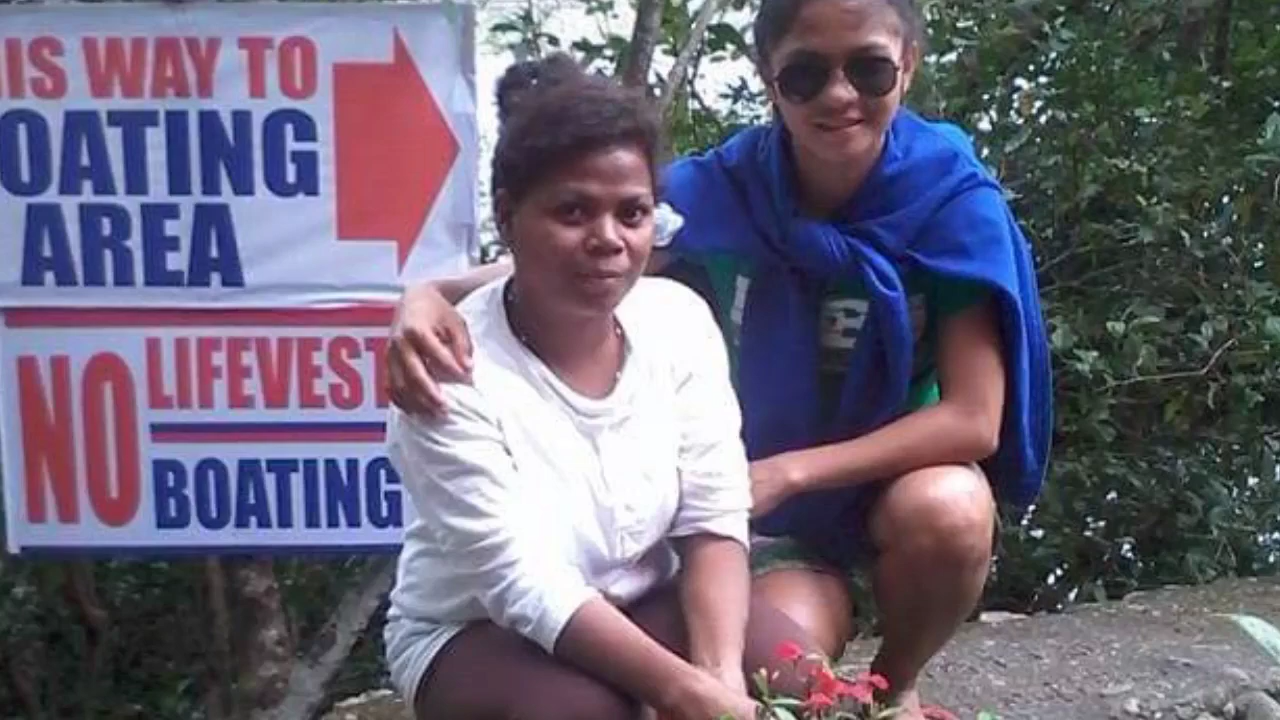 IS WAY TO
OATING
AREA
NO LIFEVEST
BOATING